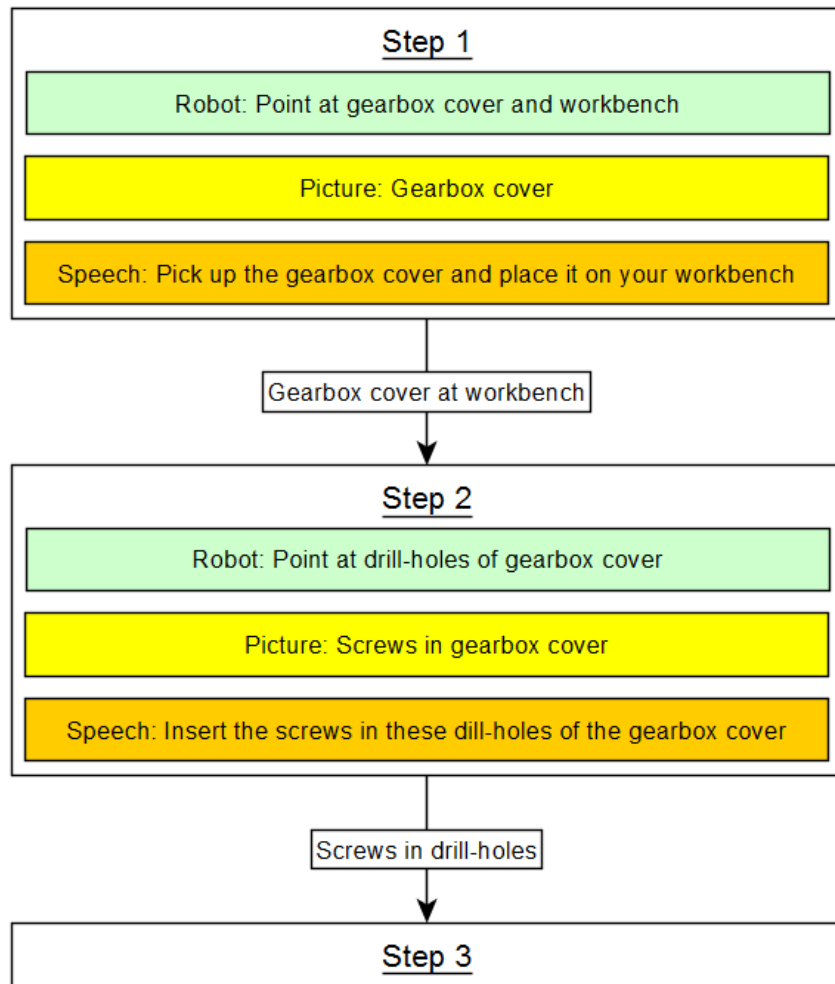 Step 1
Robot: Point at gearbox cover and workbench
Picture: Gearbox cover
Speech: Pick up the gearbox cover and place it on your workbench
Gearbox cover at workbench
Step 2
Robot: Point at drill-holes of gearbox cover
Picture: Screws in gearbox cover
Speech: Insert the screws in these dill-holes of the gearbox cover
Screws in drill-holes
Step 3